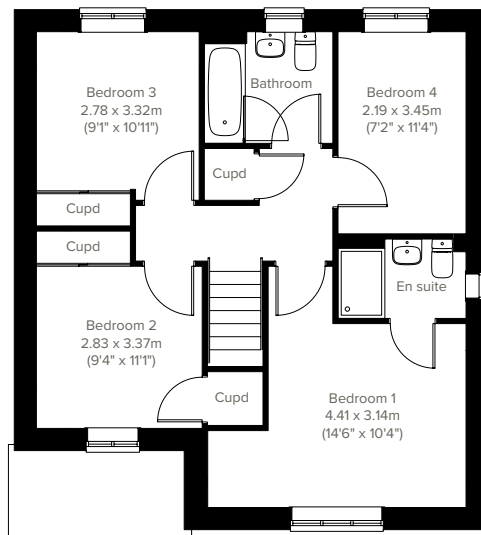 Bedroom 3
2.78 x 3.32m
(9'1" x 10'11")
Bathroom
Bedroom 4
2.19 x 3.45m
(7'2" x 11'4")
Cupd
Cupd
Cupd
En suite
Bedroom 2
2.83 x 3.37m
(9'4" x 11'1")
Cupd
Bedroom 1
4.41 x 3.14m
(14'6" x 10'4")